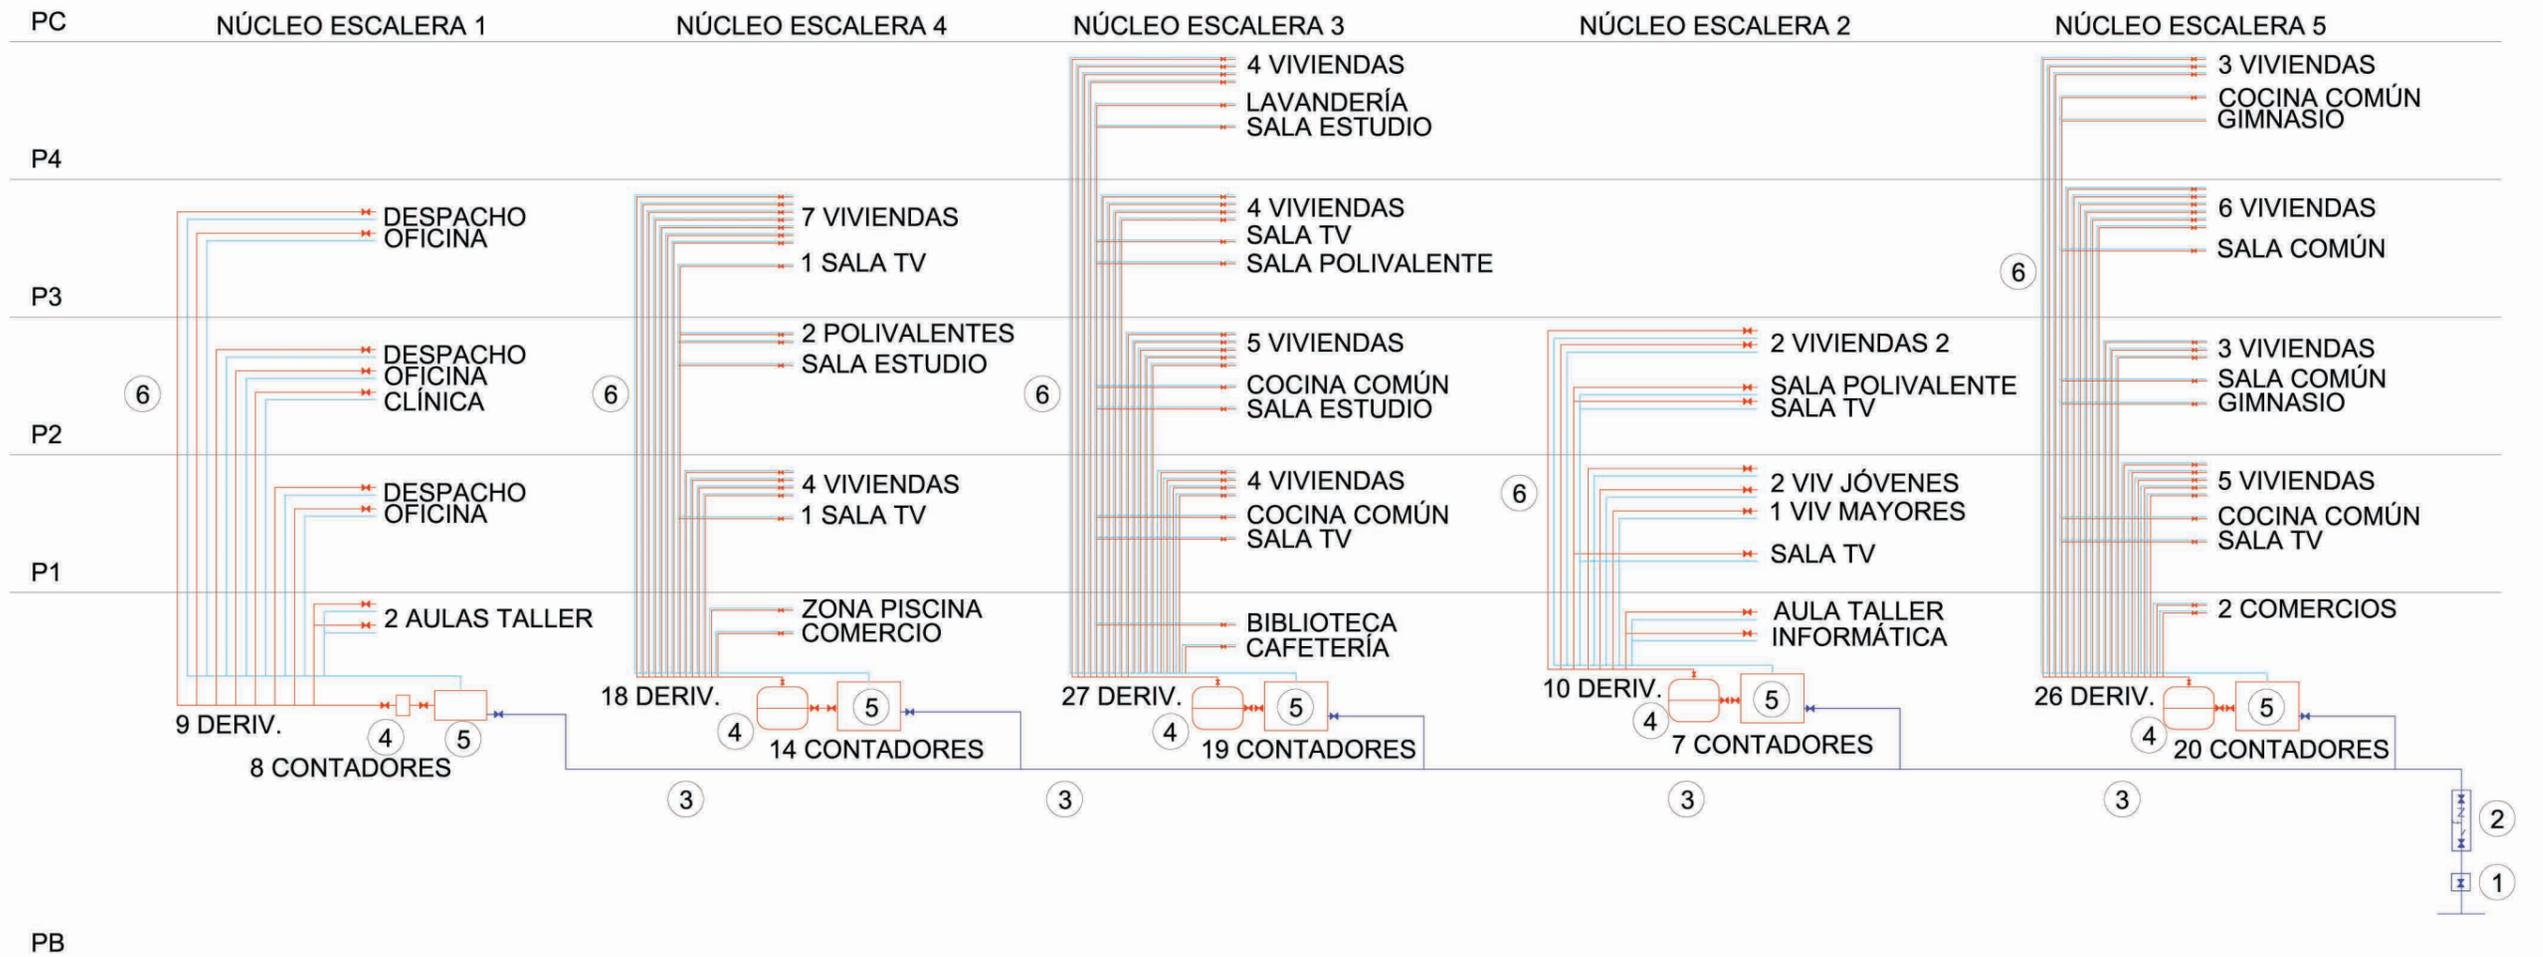 PC
NÚCLEO ESCALERA 1
NÚCLEO ESCALERA 4
NÚCLEO ESCALERA 3
NÚCLEO ESCALERA 2
NÚCLEO ESCALERA 5
4 VIVIENDAS
LAVANDERÍA
SALA ESTUDIO
3 VIVIENDAS
COCINA COMÚN
GIMNASIO
P4
DESPACHO
OFICINA
7 VIVIENDAS
1 SALA TV
4 VIVIENDAS
SALA TV
SALA POLIVALENTE
6
6 VIVIENDAS
SALA COMÚN
P3
6
DESPACHO
OFICINA
CLÍNICA
6
2 POLIVALENTES
SALA ESTUDIO
6
5 VIVIENDAS
COCINA COMÚN
SALA ESTUDIO
2 VIVIENDAS 2
SALA POLIVALENTE
SALA TV
3 VIVIENDAS
SALA COMÚN
GIMNASIO
P2
DESPACHO
OFICINA
4 VIVIENDAS
1 SALA TV
4 VIVIENDAS
COCINA COMÚN
SALA TV
6
2 VIV JÓVENES
1 VIV MAYORES
SALA TV
5 VIVIENDAS
COCINA COMÚN
SALA TV
P1
2 AULAS TALLER
ZONA PISCINA
COMERCIO
BIBLIOTECA
CAFETERÍA
AULA TALLER
INFORMÁTICA
2 COMERCIOS
9 DERIV.
4
5
8 CONTADORES
18 DERIV.
4
5
14 CONTADORES
27 DERIV.
4
5
19 CONTADORES
10 DERIV.
4
5
7 CONTADORES
26 DERIV.
4
5
20 CONTADORES
3
3
3
3
2
1
PB